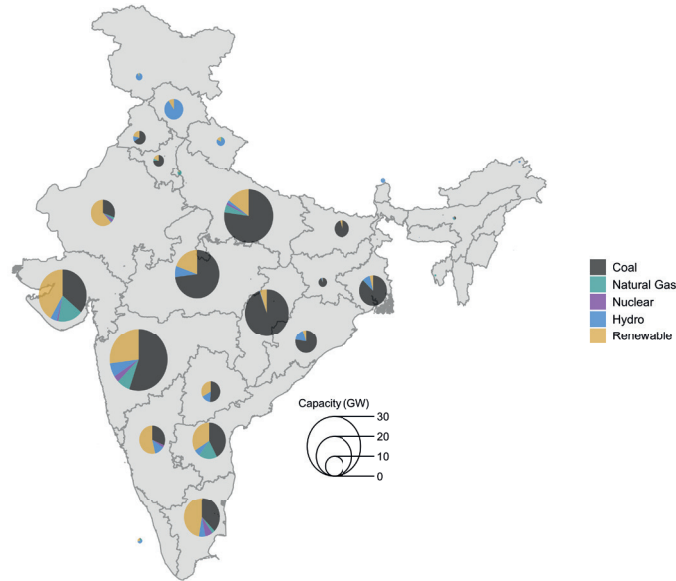 Coal
Natural Gas
Nuclear
Hydro
Renewable
Capacity (GW)
30
20
10
0